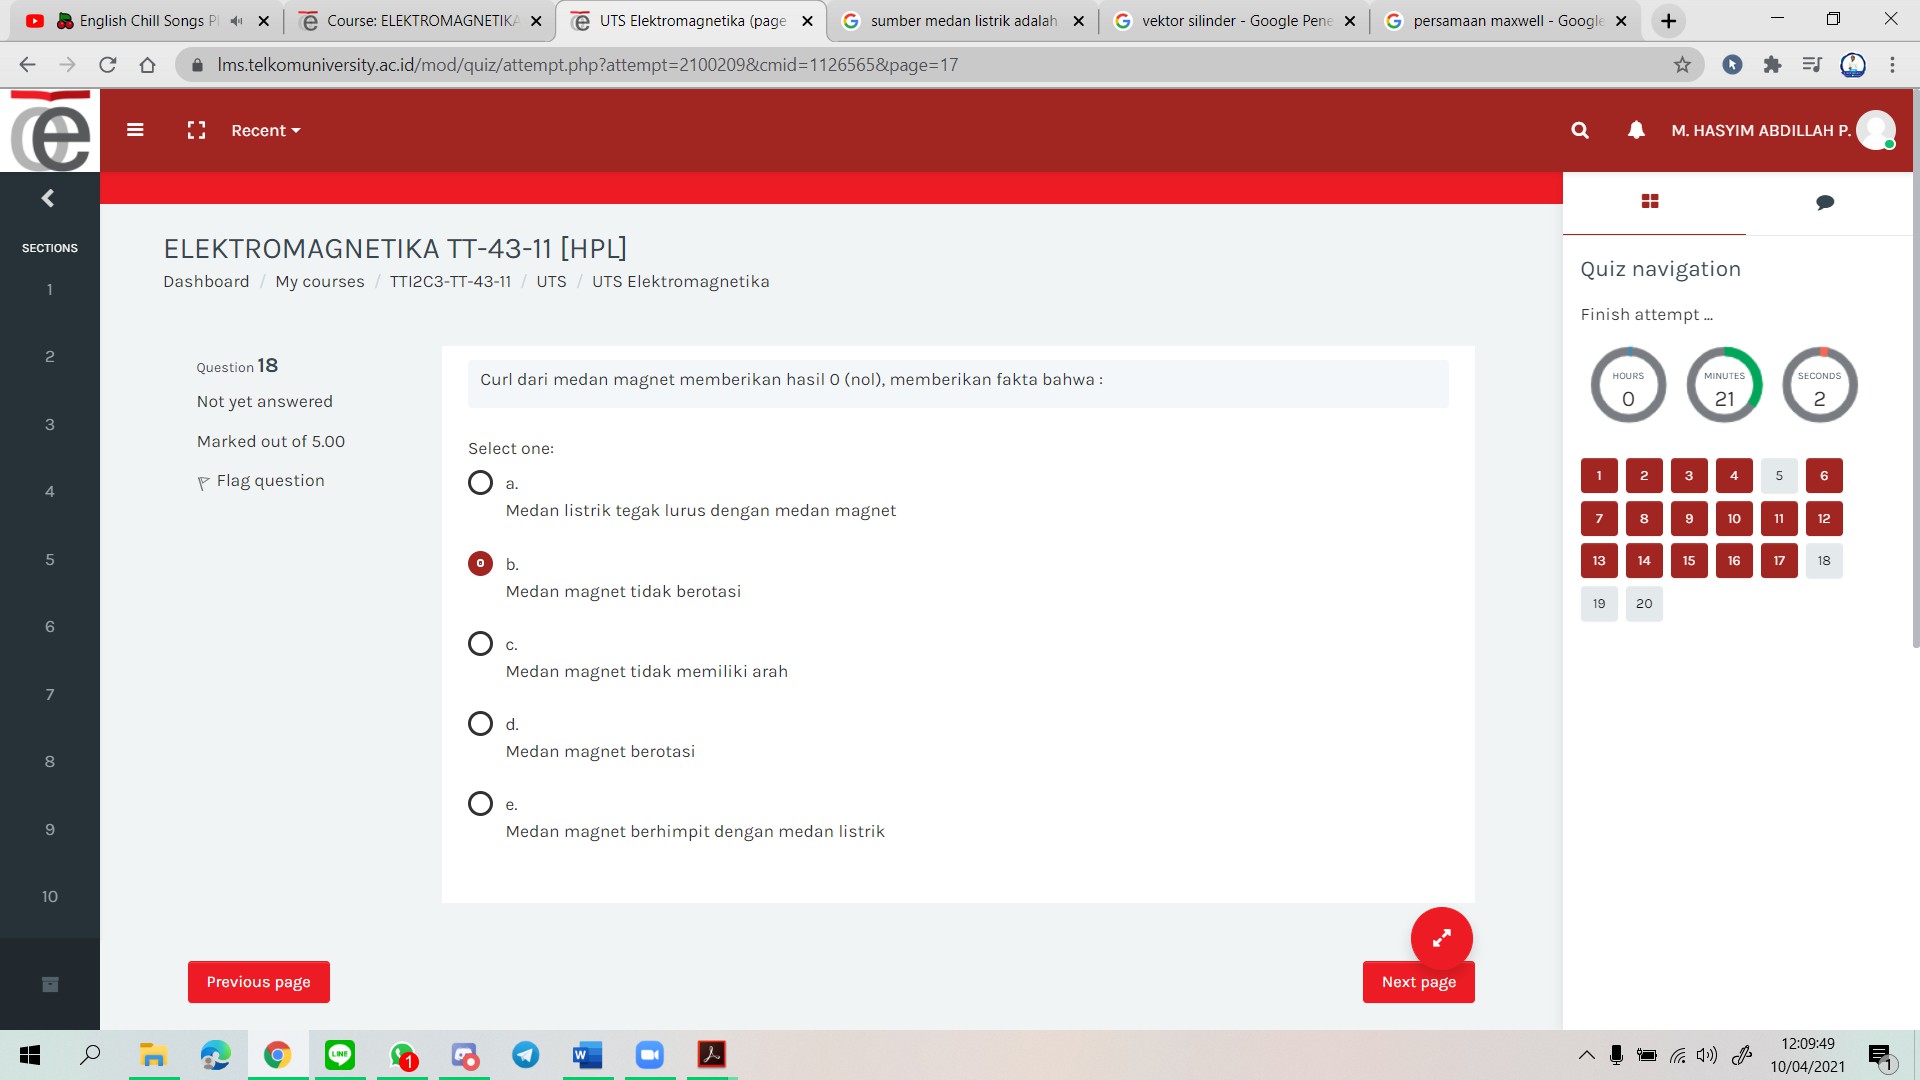 English Chill Songs Pl
Course: ELEKTROMAGNETIKA
UTS Elektromagnetika (page
sumber medan listrik adalah
vektor silinder - Google Pene
persamaan maxwell - Google
lms.telkomuniversity.ac.id/mod/quiz/attempt.php?attempt=2100209&cmid=1126565&page=17
e
Recent
M. HASYIM ABDILLAH P.
SECTIONS
1
2
3
4
5
6
7
8
9
10
ELEKTROMAGNETIKA TT-43-11 [HPL]
Dashboard / My courses / TTI2C3-TT-43-11 / UTS / UTS Elektromagnetika
Question 18
Not yet answered
Marked out of 5.00
Flag question
Curl dari medan magnet memberikan hasil 0 (nol), memberikan fakta bahwa :
Select one:
a.
Medan listrik tegak lurus dengan medan magnet
b.
Medan magnet tidak berotasi
c.
Medan magnet tidak memiliki arah
d.
Medan magnet berotasi
e.
Medan magnet berhimpit dengan medan listrik
Previous page
Next page
Quiz navigation
Finish attempt ...
HOURS
0
MINUTES
21
SECONDS
2
1 2 3 4 5 6
7 8 9 10 11 12
13 14 15 16 17 18
19 20
LINE
1
W
12:09:49
10/04/2021
1